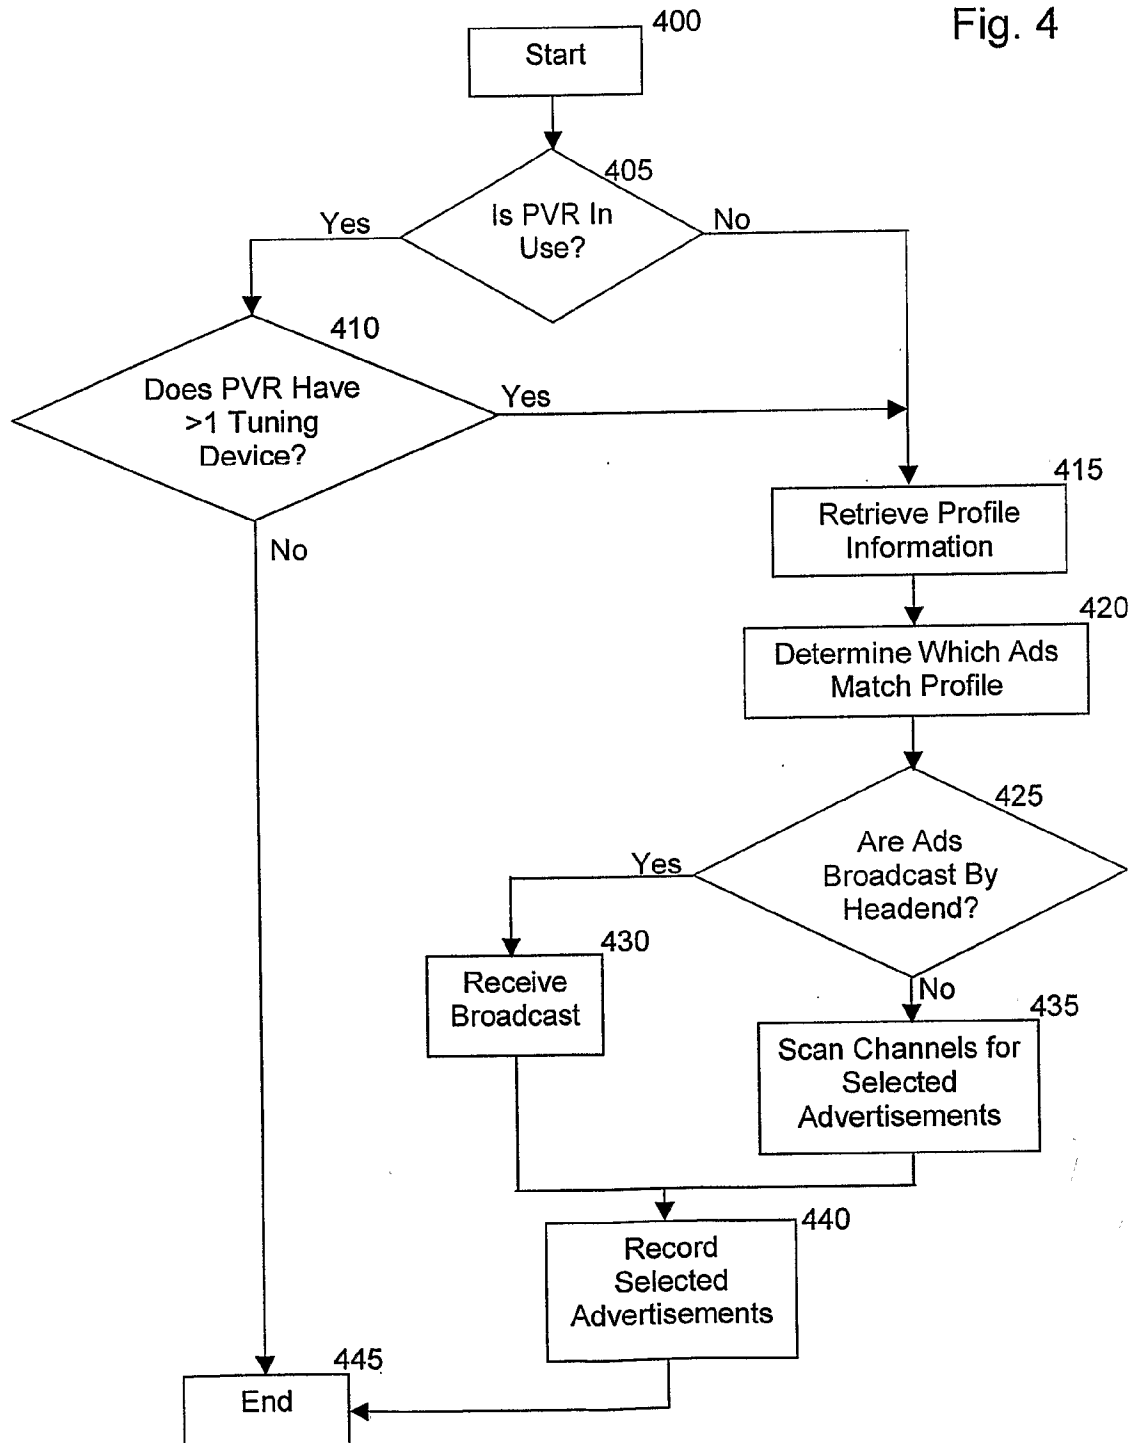 Fig. 4
400
Start
405
Is PVR In
Use?
Yes
No
410
Does PVR Have
>1 Tuning
Device?
Yes
No
415
Retrieve Profile
Information
420
Determine Which Ads
Match Profile
425
Are Ads
Broadcast By
Headend?
Yes
No
430
Receive
Broadcast
435
Scan Channels for
Selected
Advertisements
440
Record
Selected
Advertisements
445
End